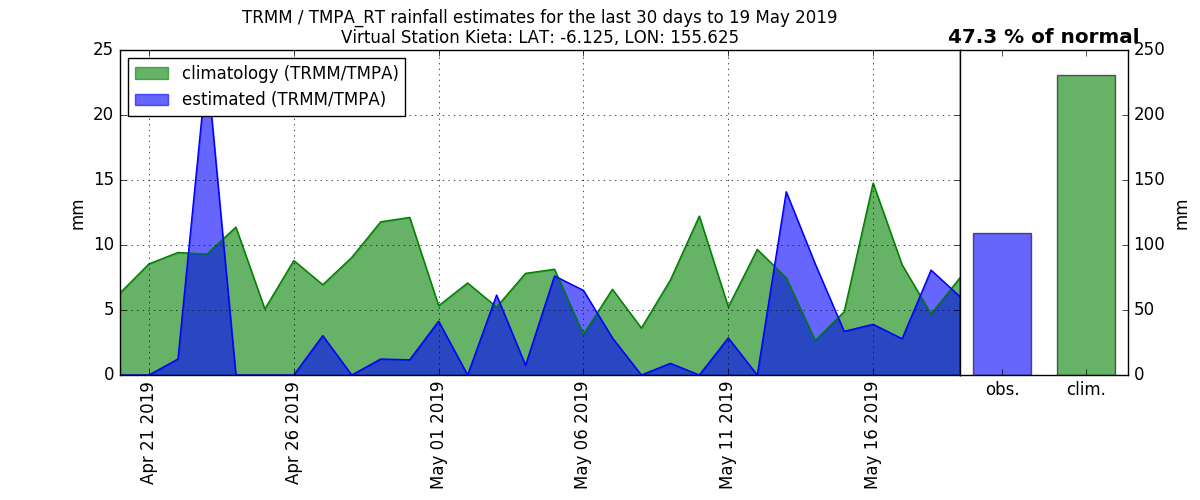 TRMM / TMPA_RT rainfall estimates for the last 30 days to 19 May 2019
Virtual Station Kieta: LAT: -6.125, LON: 155.625
47.3 % of normal
climatology (TRMM/TMPA)
estimated (TRMM/TMPA)
25
20
15
10
5
0
mm
250
200
150
100
50
0
mm
Apr 21 2019
Apr 26 2019
May 01 2019
May 06 2019
May 11 2019
May 16 2019
obs.
clim.